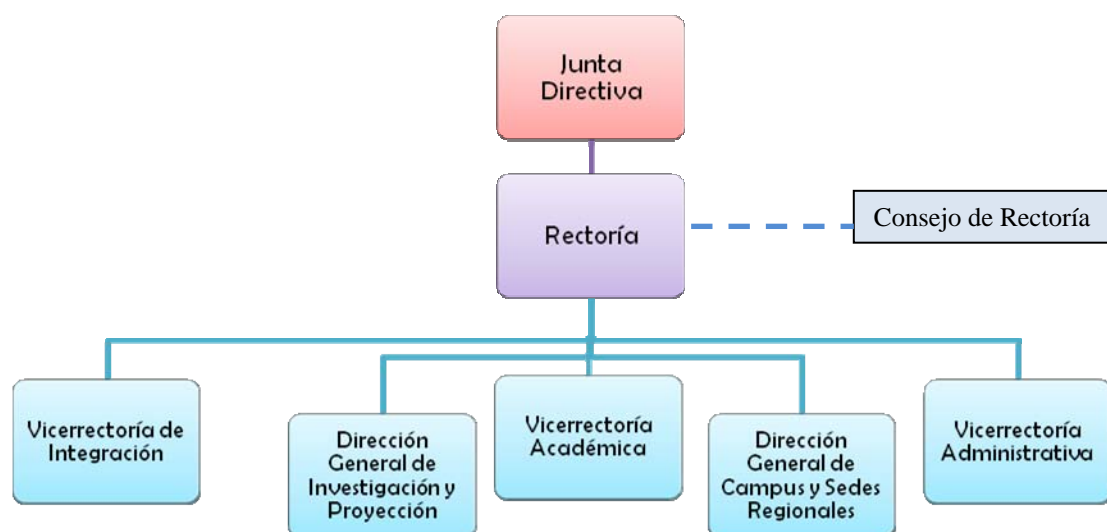 Junta
Directiva
Rectoría
Consejo de Rectoría
Vicerrectoría de
Integración
Dirección
General de
Investigación y
Proyección
Vicerrectoría
Académica
Dirección
General de
Campus y Sedes
Regionales
Vicerrectoría
Administrativa